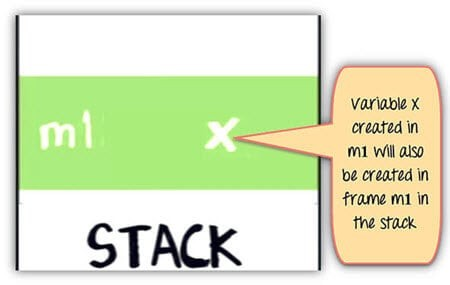 m1 X
Variable X
created in
m1 will also
be created in
frame m1 in
the stack
STACK